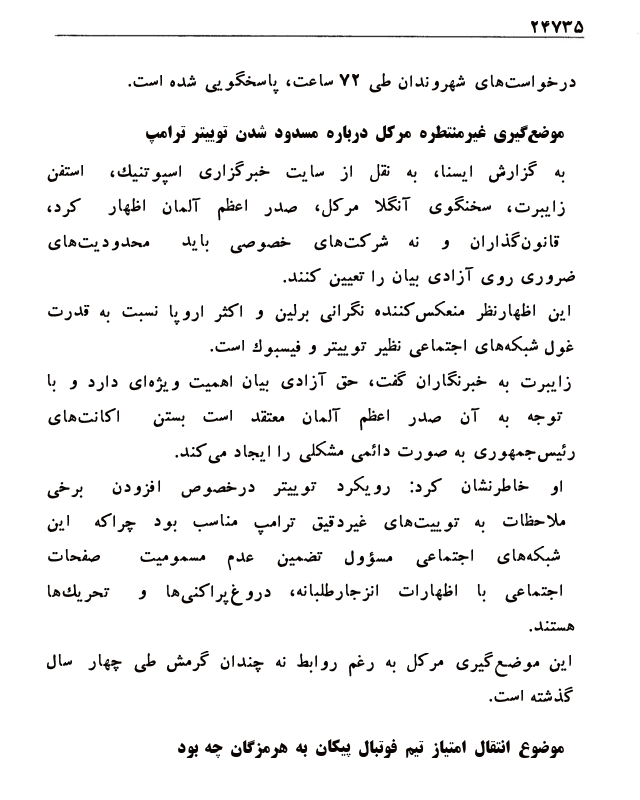 ۲۴۷۳۵
درخواست‌های شهروندان طی ۷۲ ساعت، پاسخگویی شده است.
موضع‌گیری غیرمنتطره مرکل درباره مسدود شدن توییتر ترامپ
به گزارش ایسنا، به نقل از سایت خبرگزاری اسپوتنیک، استفن
زایبرت، سخنگوی آنگلا مرکل، صدر اعظم آلمان اظهار کرد،
قانون‌گذاران و نه شرکت‌های خصوصی باید محدودیت‌های
ضروری روی آزادی بیان را تعیین کنند.
این اظهارنظر منعکس‌کننده نگرانی برلین و اکثر اروپا نسبت به قدرت
غول شبکه‌های اجتماعی نظیر توییتر و فیسبوک است.
زایبرت به خبرنگاران گفت، حق آزادی بیان اهمیت ویژه‌ای دارد و با
توجه به آن صدر اعظم آلمان معتقد است بستن اکانت‌های
رئیس‌جمهوری به صورت دائمی مشکلی را ایجاد می‌کند.
او خاطرنشان کرد: رویکرد توییتر درخصوص افزودن برخی
ملاحظات به توییت‌های غیردقیق ترامپ مناسب بود چراکه این
شبکه‌های اجتماعی مسؤول تضمین عدم مسمومیت صفحات
اجتماعی با اظهارات انزجارطلبانه، دروغ‌پراکنی‌ها و تحریک‌ها
هستند.
این موضع‌گیری مرکل به رغم روابط نه چندان گرمش طی چهار سال
گذشته است.
موضوع انتقال امتیاز تیم فوتبال پیکان به هرمزگان چه بود